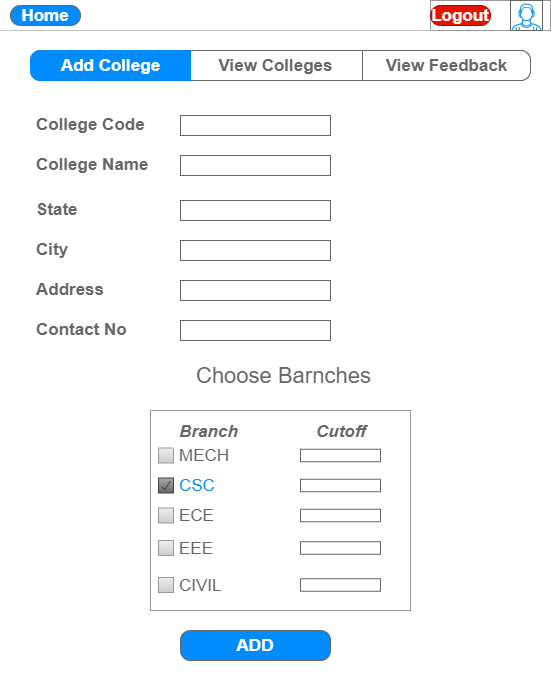 Home
Logout
Add College View Colleges View Feedback
College Code
College Name
State
City
Address
Contact No
Choose Barnches
Branch Cutoff
MECH
CSC
ECE
EEE
CIVIL
ADD